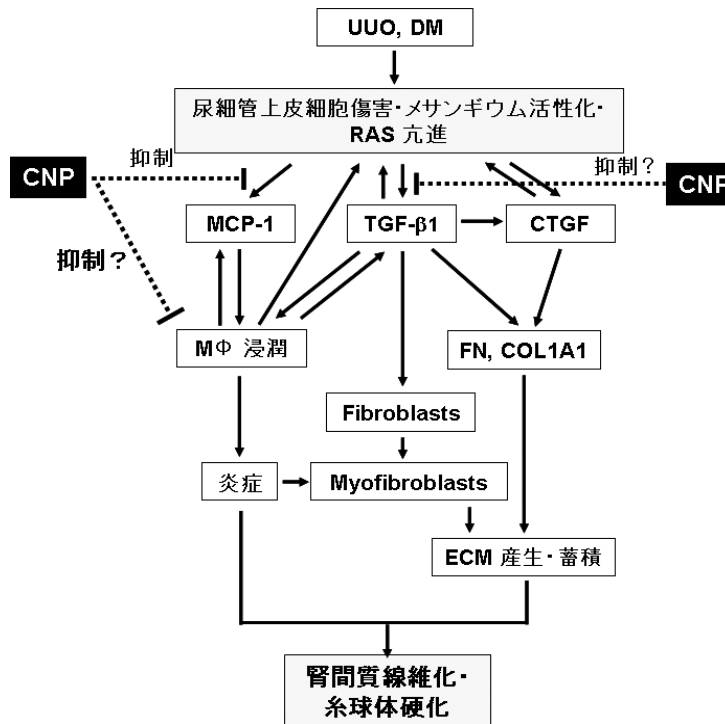 UUO, DM
尿細管上皮細胞傷害・メサンギウム活性化・
RAS 亢進
CNP
抑制
抑制？
CNP
MCP-1
TGF-β1
CTGF
抑制？
MΦ 浸潤
FN, COL1A1
Fibroblasts
炎症
Myofibroblasts
ECM 産生・蓄積
腎間質線維化・
糸球体硬化